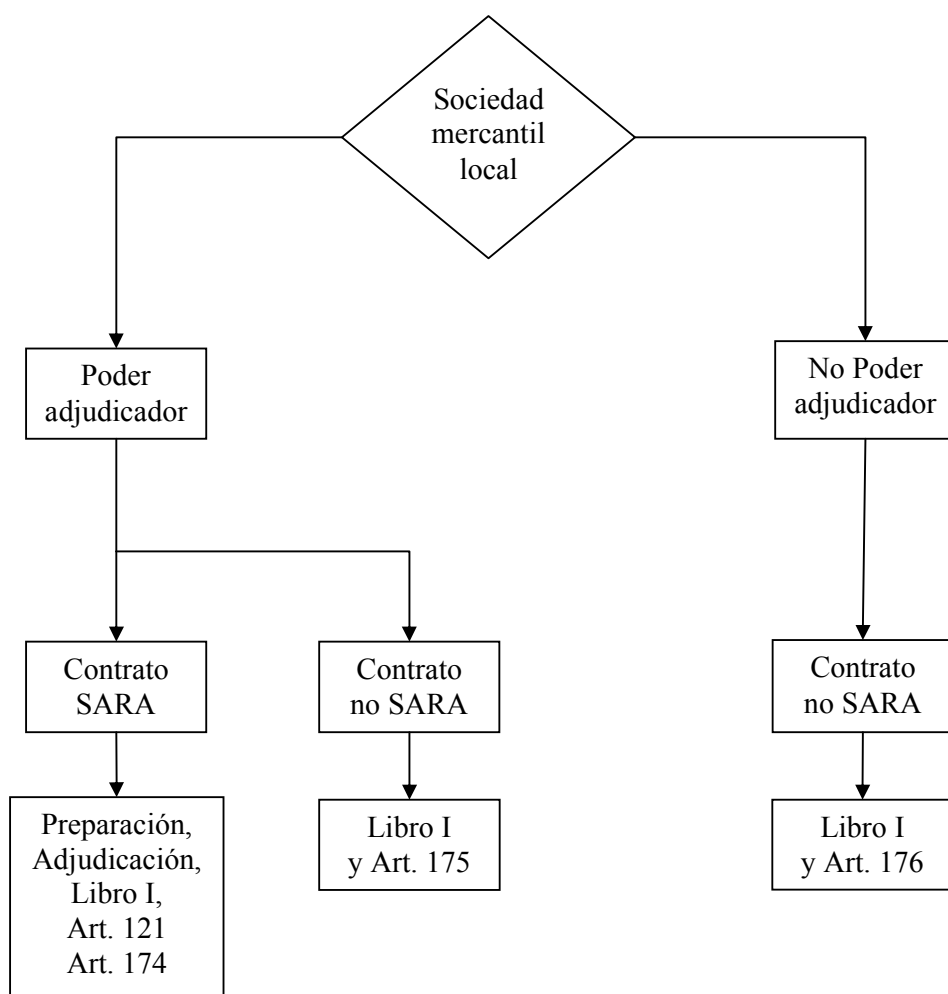 Sociedad
mercantil
local
Poder
adjudicador
No Poder
adjudicador
Contrato
SARA
Contrato
no SARA
Contrato
no SARA
Preparación,
Adjudicación,
Libro I,
Art. 121
Art. 174
Libro I
y Art. 175
Libro I
y Art. 176